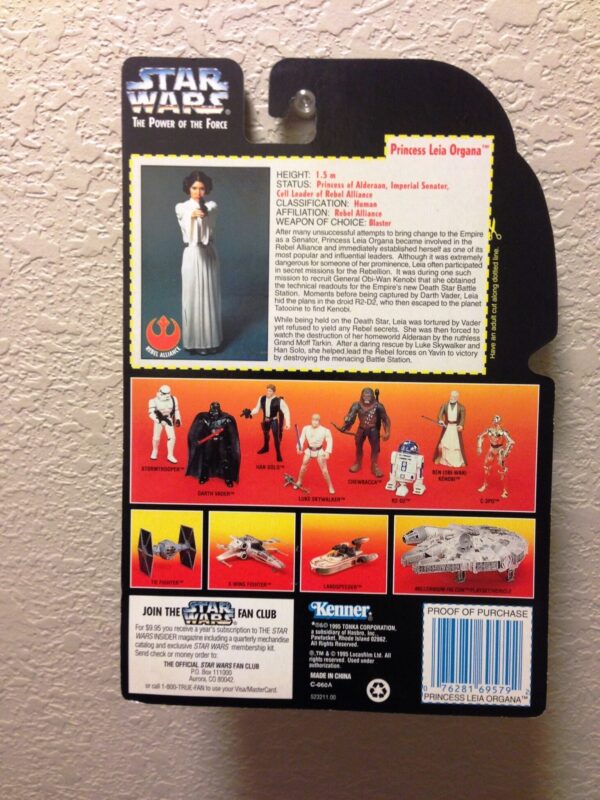 STAR
WARS®
THE POWER OF THE FORCE
Princess Leia Organa™
HEIGHT: 1.5 m
STATUS: Princess of Alderaan, Imperial Senator,
Cell Leader of Rebel Alliance
CLASSIFICATION: Human
AFFILIATION: Rebel Alliance
WEAPON OF CHOICE: Blaster
After many unsuccessful attempts to bring change to the Empire
as a Senator, Princess Leia Organa became involved in the
Rebel Alliance and immediately established herself as one of its
most popular and influential leaders. Although it was extremely
dangerous for someone of her prominence, Leia often participated
in secret missions for the Rebellion. It was during one such
mission to recruit General Obi-Wan Kenobi that she obtained
the technical readouts for the Empire's new Death Star Battle
Station. Moments before being captured by Darth Vader, Leia
hid the plans in the droid R2-D2, who then escaped to the planet
Tatooine to find Kenobi.
While being held on the Death Star, Leia was tortured by Vader
yet refused to yield any Rebel secrets. She was then forced to
watch the destruction of her homeworld Alderaan by the ruthless
Grand Moff Tarkin. After a daring rescue by Luke Skywalker and
Han Solo, she helped lead the Rebel forces on Yavin to victory
by destroying the menacing Battle Station.
REBEL ALLIANCE
Have an adult cut along dotted line.
STORMTROOPER™
DARTH VADER™
HAN SOLO™
LUKE SKYWALKER™
CHEWBACCA™
R2-D2™
BEN (OBI-WAN)
KENOBI™
C-3PO™
TIE FIGHTER™
X-WING FIGHTER™
LANDSPEEDER™
MILLENNIUM FALCON™ PLAYSET/VEHICLE
JOIN THE STAR WARS® FAN CLUB
For $9.95 you receive a year's subscription to THE STAR
WARS INSIDER magazine including a quarterly merchandise
catalog and exclusive STAR WARS membership kit.
Send check or money order to:
THE OFFICIAL STAR WARS FAN CLUB
P.O. Box 111000
Aurora, CO 80042
or call 1-800-TRUE-FAN to use your Visa/MasterCard.
Kenner®
®&© 1995 TONKA CORPORATION,
a subsidiary of Hasbro, Inc.,
Pawtucket, Rhode Island 02862.
All Rights Reserved.
®,™ & © 1995 Lucasfilm Ltd. All
rights reserved. Used under
authorization.
MADE IN CHINA
C-060A
523211.00
PROOF OF PURCHASE
0 76281 69579 2
PRINCESS LEIA ORGANA™